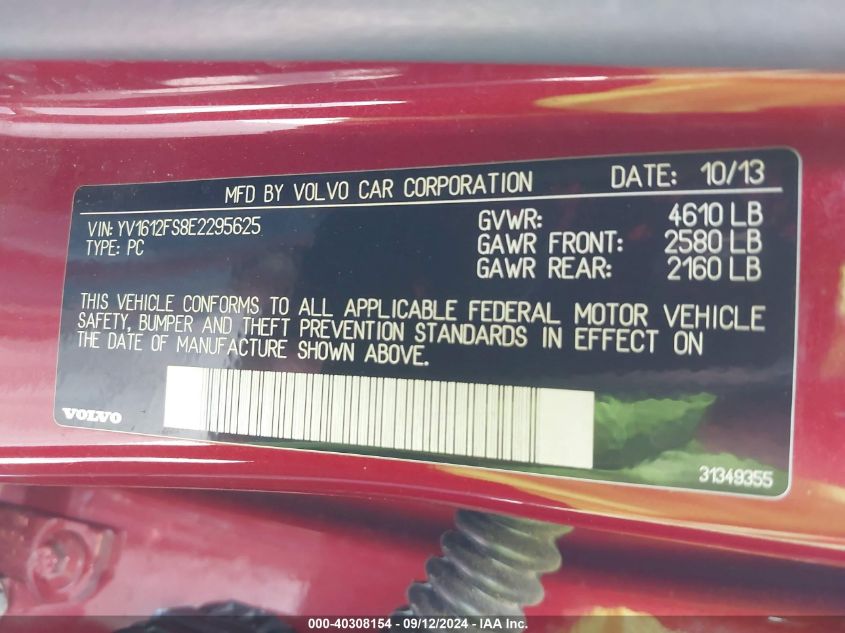 MFD BY VOLVO CAR CORPORATION DATE: 10/13
VIN: YV1612FS8E2295625
TYPE: PC
GVWR: 4610 LB
GAWR FRONT: 2580 LB
GAWR REAR: 2160 LB
THIS VEHICLE CONFORMS TO ALL APPLICABLE FEDERAL MOTOR VEHICLE
SAFETY, BUMPER AND THEFT PREVENTION STANDARDS IN EFFECT ON
THE DATE OF MANUFACTURE SHOWN ABOVE.
VOLVO
31349355
000-40308154 - 09/12/2024 - IAA Inc.